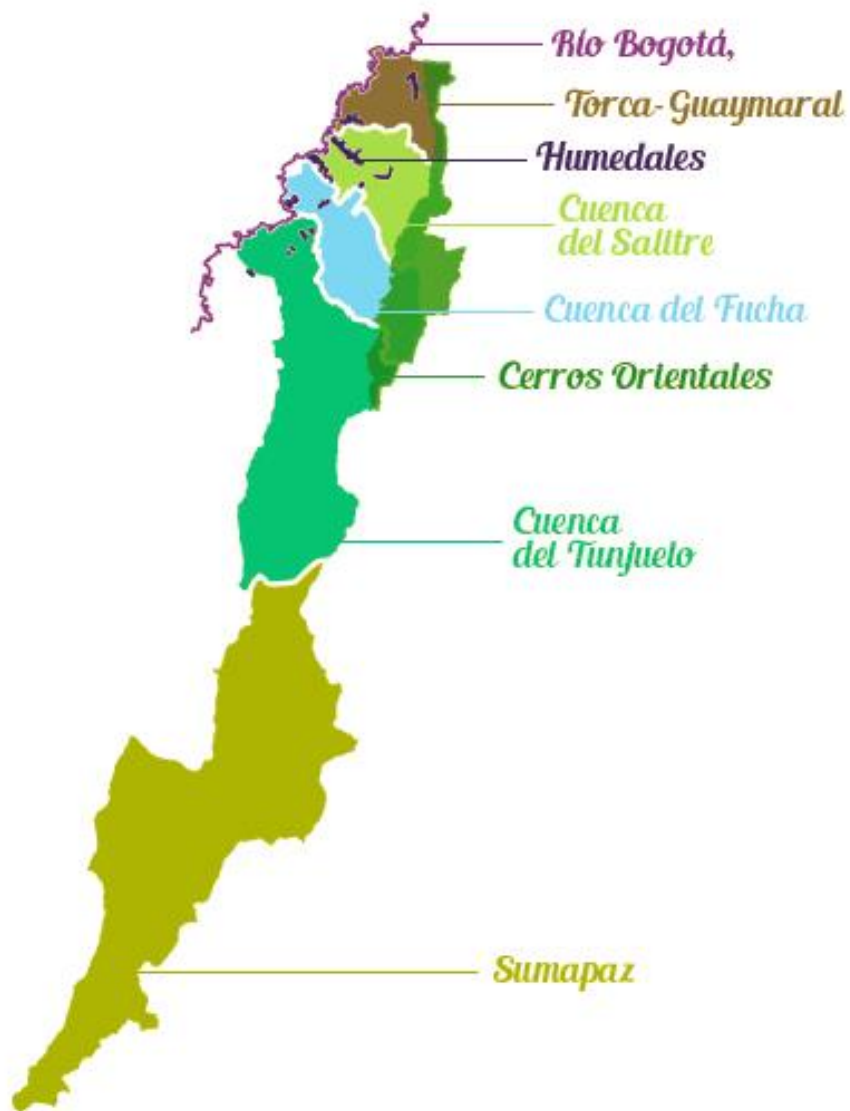 Río Bogotá,
Torca-Guaymaral
Humedales
Cuenca
del Salitre
Cuenca del Fucha
Cerros Orientales
Cuenca
del Tunjuelo
Sumapaz